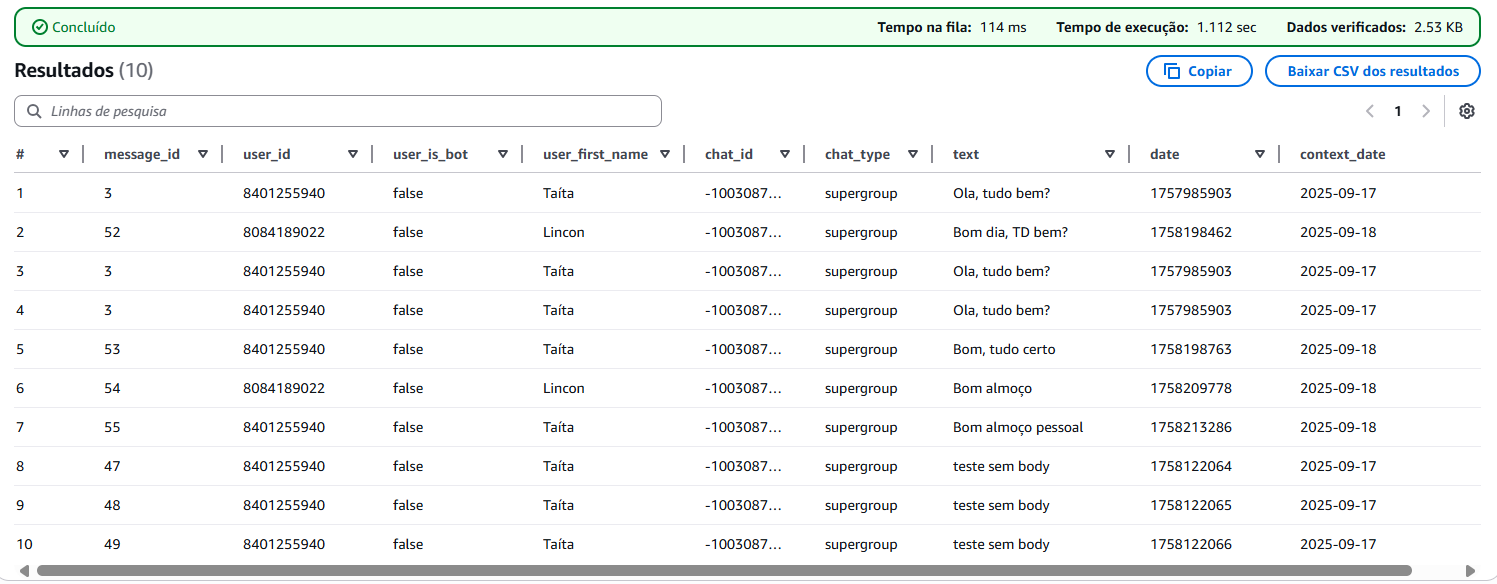 Concluído Tempo na fila: 114 ms Tempo de execução: 1.112 sec Dados verificados: 2.53 KB
Resultados (10) Copiar Baixar CSV dos resultados
Linhas de pesquisa 1
# message_id user_id user_is_bot user_first_name chat_id chat_type text date context_date
1 3 8401255940 false Taíta -1003087... supergroup Ola, tudo bem? 1757985903 2025-09-17
2 52 8084189022 false Lincon -1003087... supergroup Bom dia, TD bem? 1758198462 2025-09-18
3 3 8401255940 false Taíta -1003087... supergroup Ola, tudo bem? 1757985903 2025-09-17
4 3 8401255940 false Taíta -1003087... supergroup Ola, tudo bem? 1757985903 2025-09-17
5 53 8401255940 false Taíta -1003087... supergroup Bom, tudo certo 1758198763 2025-09-18
6 54 8084189022 false Lincon -1003087... supergroup Bom almoço 1758209778 2025-09-18
7 55 8401255940 false Taíta -1003087... supergroup Bom almoço pessoal 1758213286 2025-09-18
8 47 8401255940 false Taíta -1003087... supergroup teste sem body 1758122064 2025-09-17
9 48 8401255940 false Taíta -1003087... supergroup teste sem body 1758122065 2025-09-17
10 49 8401255940 false Taíta -1003087... supergroup teste sem body 1758122066 2025-09-17